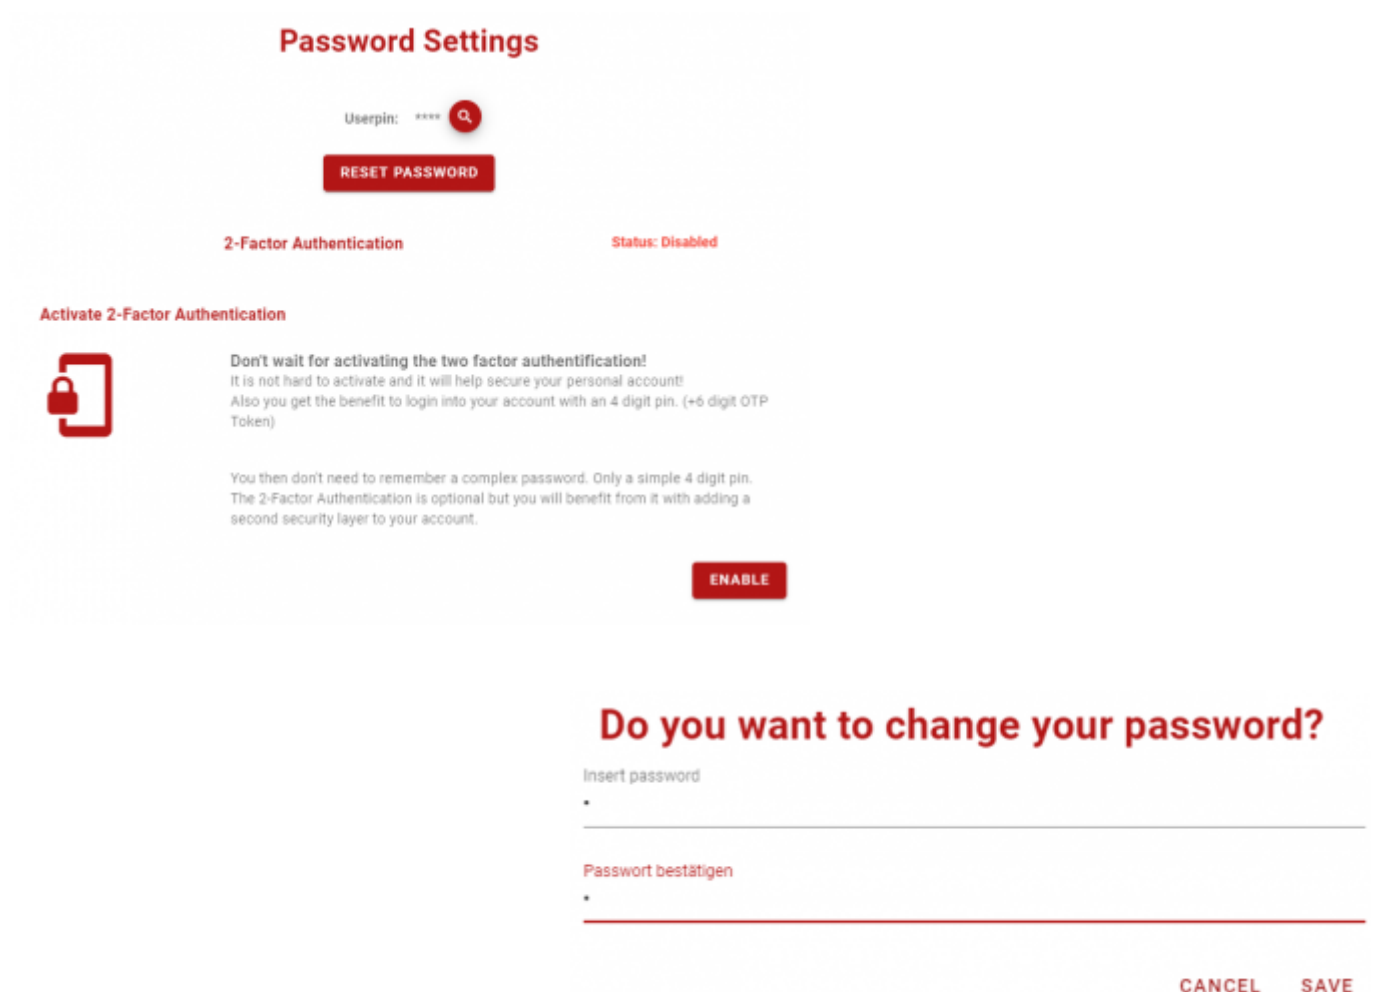 Password Settings
Userpin: ****
RESET PASSWORD
2-Factor Authentication Status: Disabled
Activate 2-Factor Authentication
Don't wait for activating the two factor authentification!
It is not hard to activate and it will help secure your personal account!
Also you get the benefit to login into your account with an 4 digit pin. (+6 digit OTP
Token)
You then don't need to remember a complex password. Only a simple 4 digit pin.
The 2-Factor Authentication is optional but you will benefit from it with adding a
second security layer to your account.
ENABLE
Do you want to change your password?
Insert password
•
Passwort bestätigen
•
CANCEL SAVE